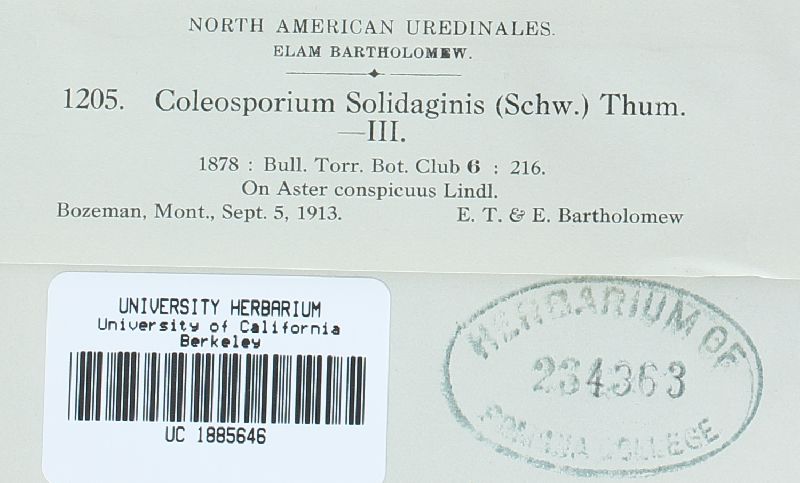 NORTH AMERICAN UREDINALES.
ELAM BARTHOLOMEW.
1205. Coleosporium Solidaginis (Schw.) Thum.
—III.
1878 : Bull. Torr. Bot. Club 6 : 216.
On Aster conspicuus Lindl.
Bozeman, Mont., Sept. 5, 1913. E. T. & E. Bartholomew
UNIVERSITY HERBARIUM
University of California
Berkeley
UC 1885646
HERBARIUM OF
234363
POMONA COLLEGE